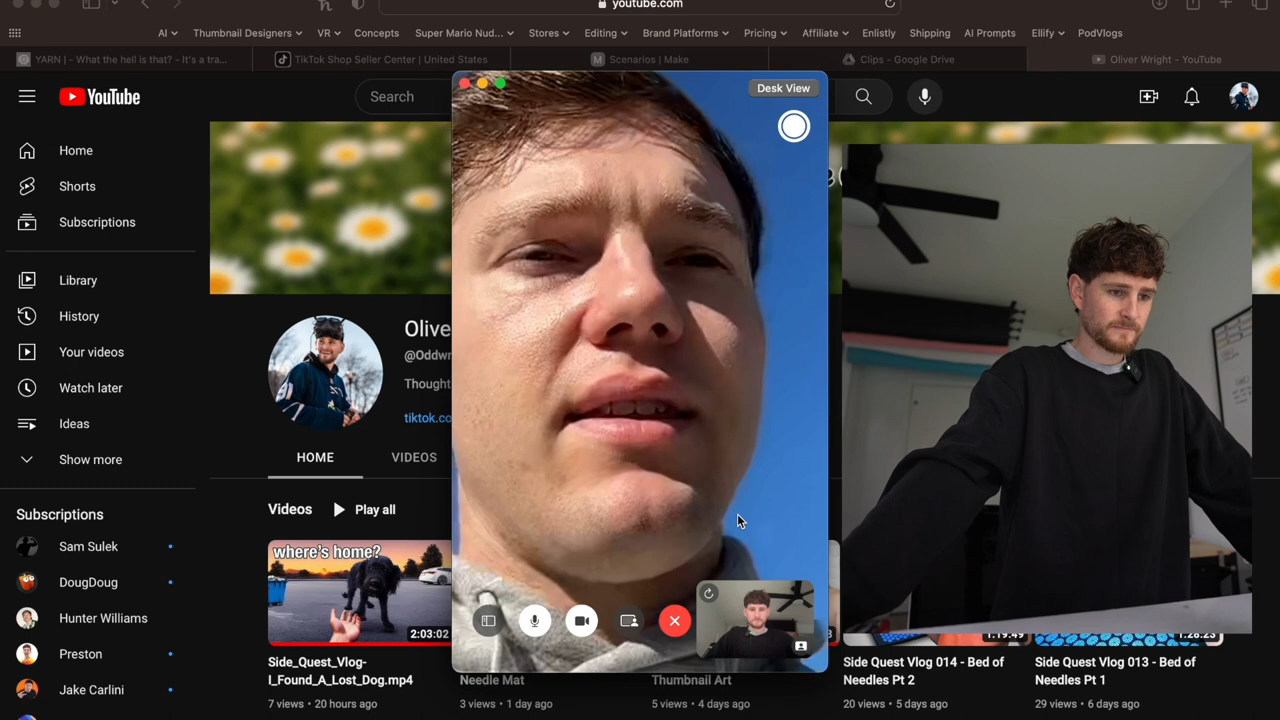 youtube.com
AI
Thumbnail Designers
VR
Concepts
Super Mario Nud...
Stores
Editing
Brand Platforms
Pricing
Affiliate
Enlistly
Shipping
AI Prompts
Ellify
PodVlogs
YARN | - What the hell is that? - It's a tra...
TikTok Shop Seller Center | United States
Scenarios | Make
Clips - Google Drive
Oliver Wright - YouTube
YouTube
Search
Desk View
Home
Shorts
Subscriptions
Library
History
Your videos
Watch later
Ideas
Show more
Subscriptions
Sam Sulek
DougDoug
Hunter Williams
Preston
Jake Carlini
Olive
@Oddwr
Thought
tiktok.co
HOME
VIDEOS
Videos
Play all
where's home?
2:03:02
1:19:49
1:28:23
Side_Quest_Vlog-
I_Found_A_Lost_Dog.mp4
7 views • 20 hours ago
Needle Mat
3 views • 1 day ago
Thumbnail Art
5 views • 4 days ago
Side Quest Vlog 014 - Bed of
Needles Pt 2
20 views • 5 days ago
Side Quest Vlog 013 - Bed of
Needles Pt 1
29 views • 6 days ago